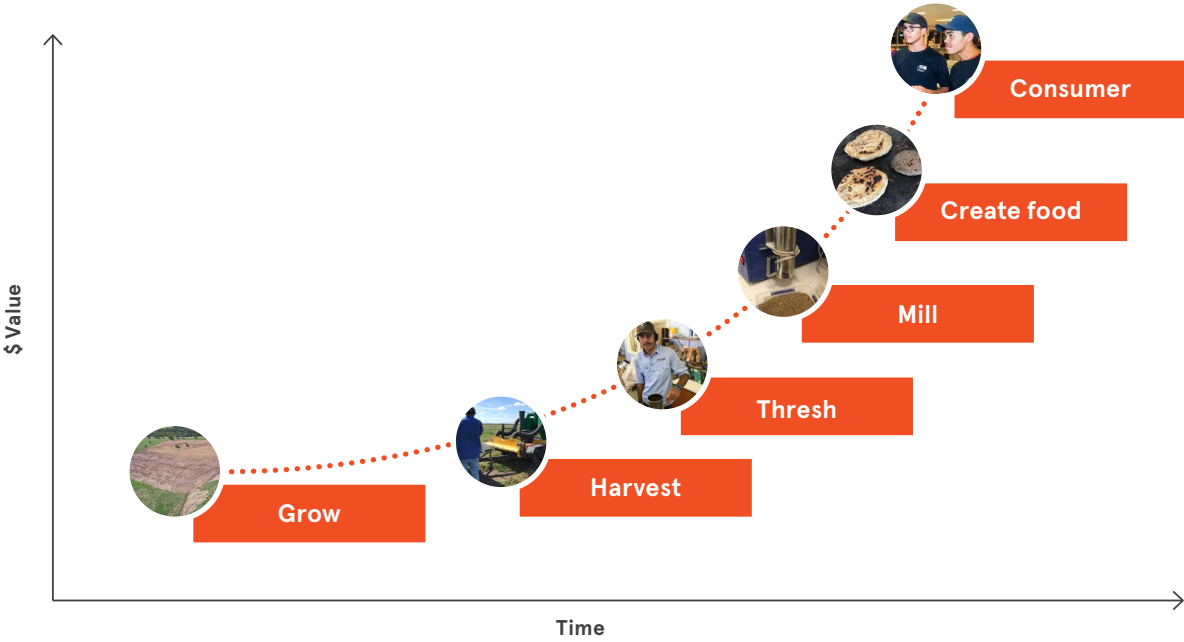 Consumer
Create food
Mill
Thresh
Harvest
Grow
$ Value
Time